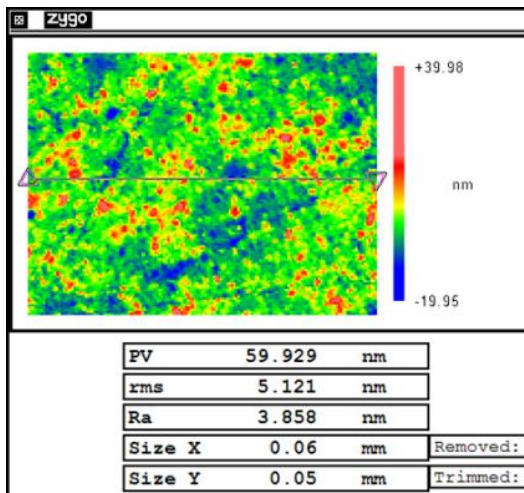 zygo
+39.98
nm
-19.95
PV 59.929 nm
rms 5.121 nm
Ra 3.858 nm
Size X 0.06 mm Removed:
Size Y 0.05 mm Trimmed: